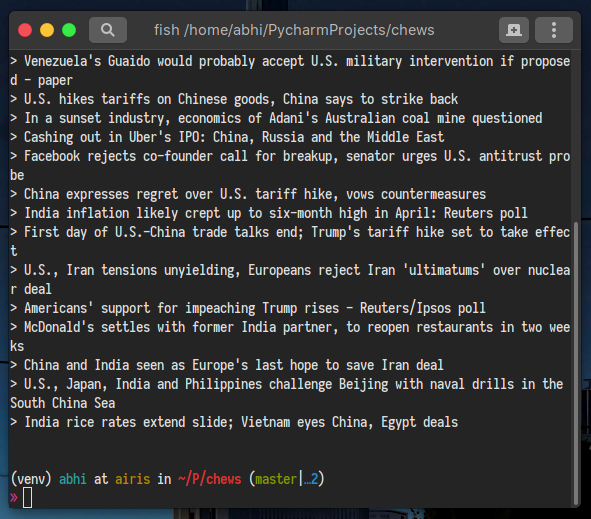 fish /home/abhi/PycharmProjects/chews
> Venezuela's Guaido would probably accept U.S. military intervention if propose
d - paper
> U.S. hikes tariffs on Chinese goods, China says to strike back
> In a sunset industry, economics of Adani's Australian coal mine questioned
> Cashing out in Uber's IPO: China, Russia and the Middle East
> Facebook rejects co-founder call for breakup, senator urges U.S. antitrust pro
be
> China expresses regret over U.S. tariff hike, vows countermeasures
> India inflation likely crept up to six-month high in April: Reuters poll
> First day of U.S.-China trade talks end; Trump's tariff hike set to take effec
t
> U.S., Iran tensions unyielding, Europeans reject Iran 'ultimatums' over nuclea
r deal
> Americans' support for impeaching Trump rises - Reuters/Ipsos poll
> McDonald's settles with former India partner, to reopen restaurants in two wee
ks
> China and India seen as Europe's last hope to save Iran deal
> U.S., Japan, India and Philippines challenge Beijing with naval drills in the
South China Sea
> India rice rates extend slide; Vietnam eyes China, Egypt deals
(venv) abhi at airis in ~/P/chews (master|…2)
»